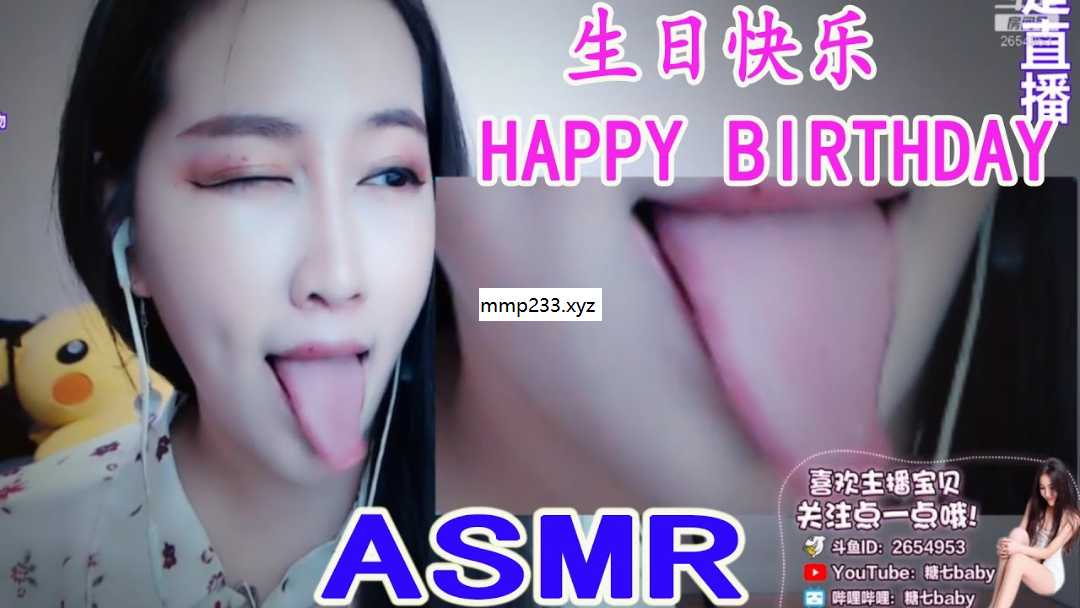 生日快乐
HAPPY BIRTHDAY
直播
mmp233.xyz
ASMR
喜欢主播宝贝
关注点一点哦!
斗鱼ID: 2654953
YouTube: 糖七baby
哔哩哔哩: 糖七baby